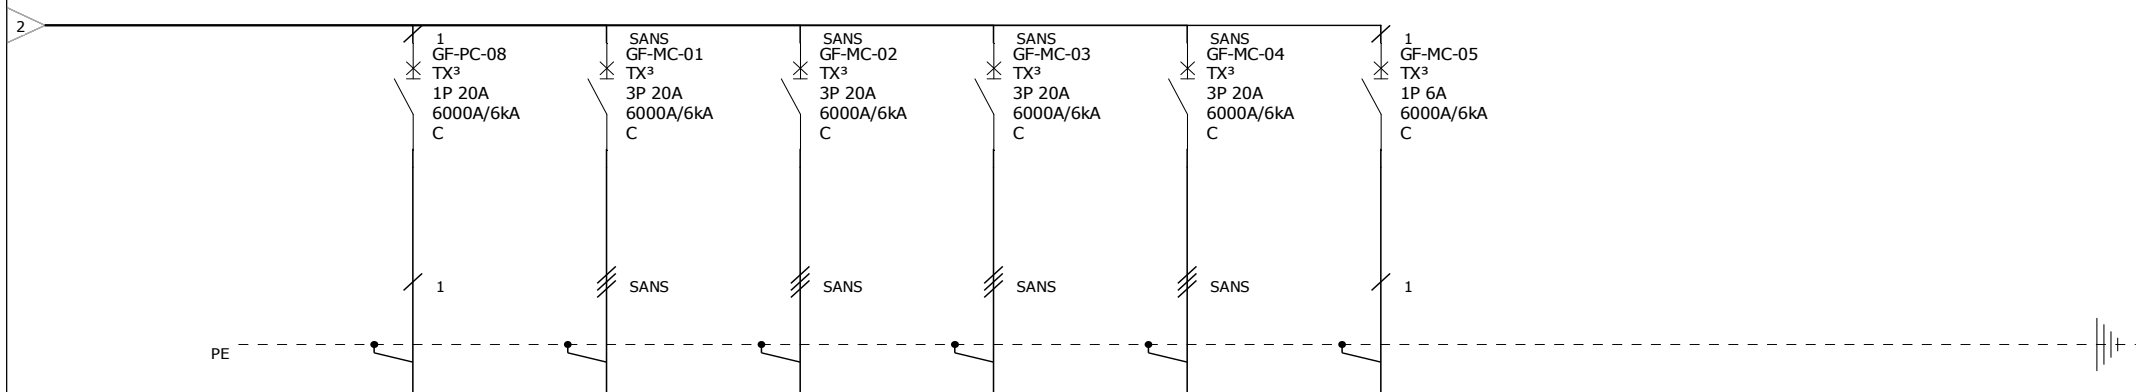 2
1
GF-PC-08
TX³
1P 20A
6000A/6kA
C
SANS
GF-MC-01
TX³
3P 20A
6000A/6kA
C
SANS
GF-MC-02
TX³
3P 20A
6000A/6kA
C
SANS
GF-MC-03
TX³
3P 20A
6000A/6kA
C
SANS
GF-MC-04
TX³
3P 20A
6000A/6kA
C
1
GF-MC-05
TX³
1P 6A
6000A/6kA
C
1
SANS
SANS
SANS
SANS
1
PE